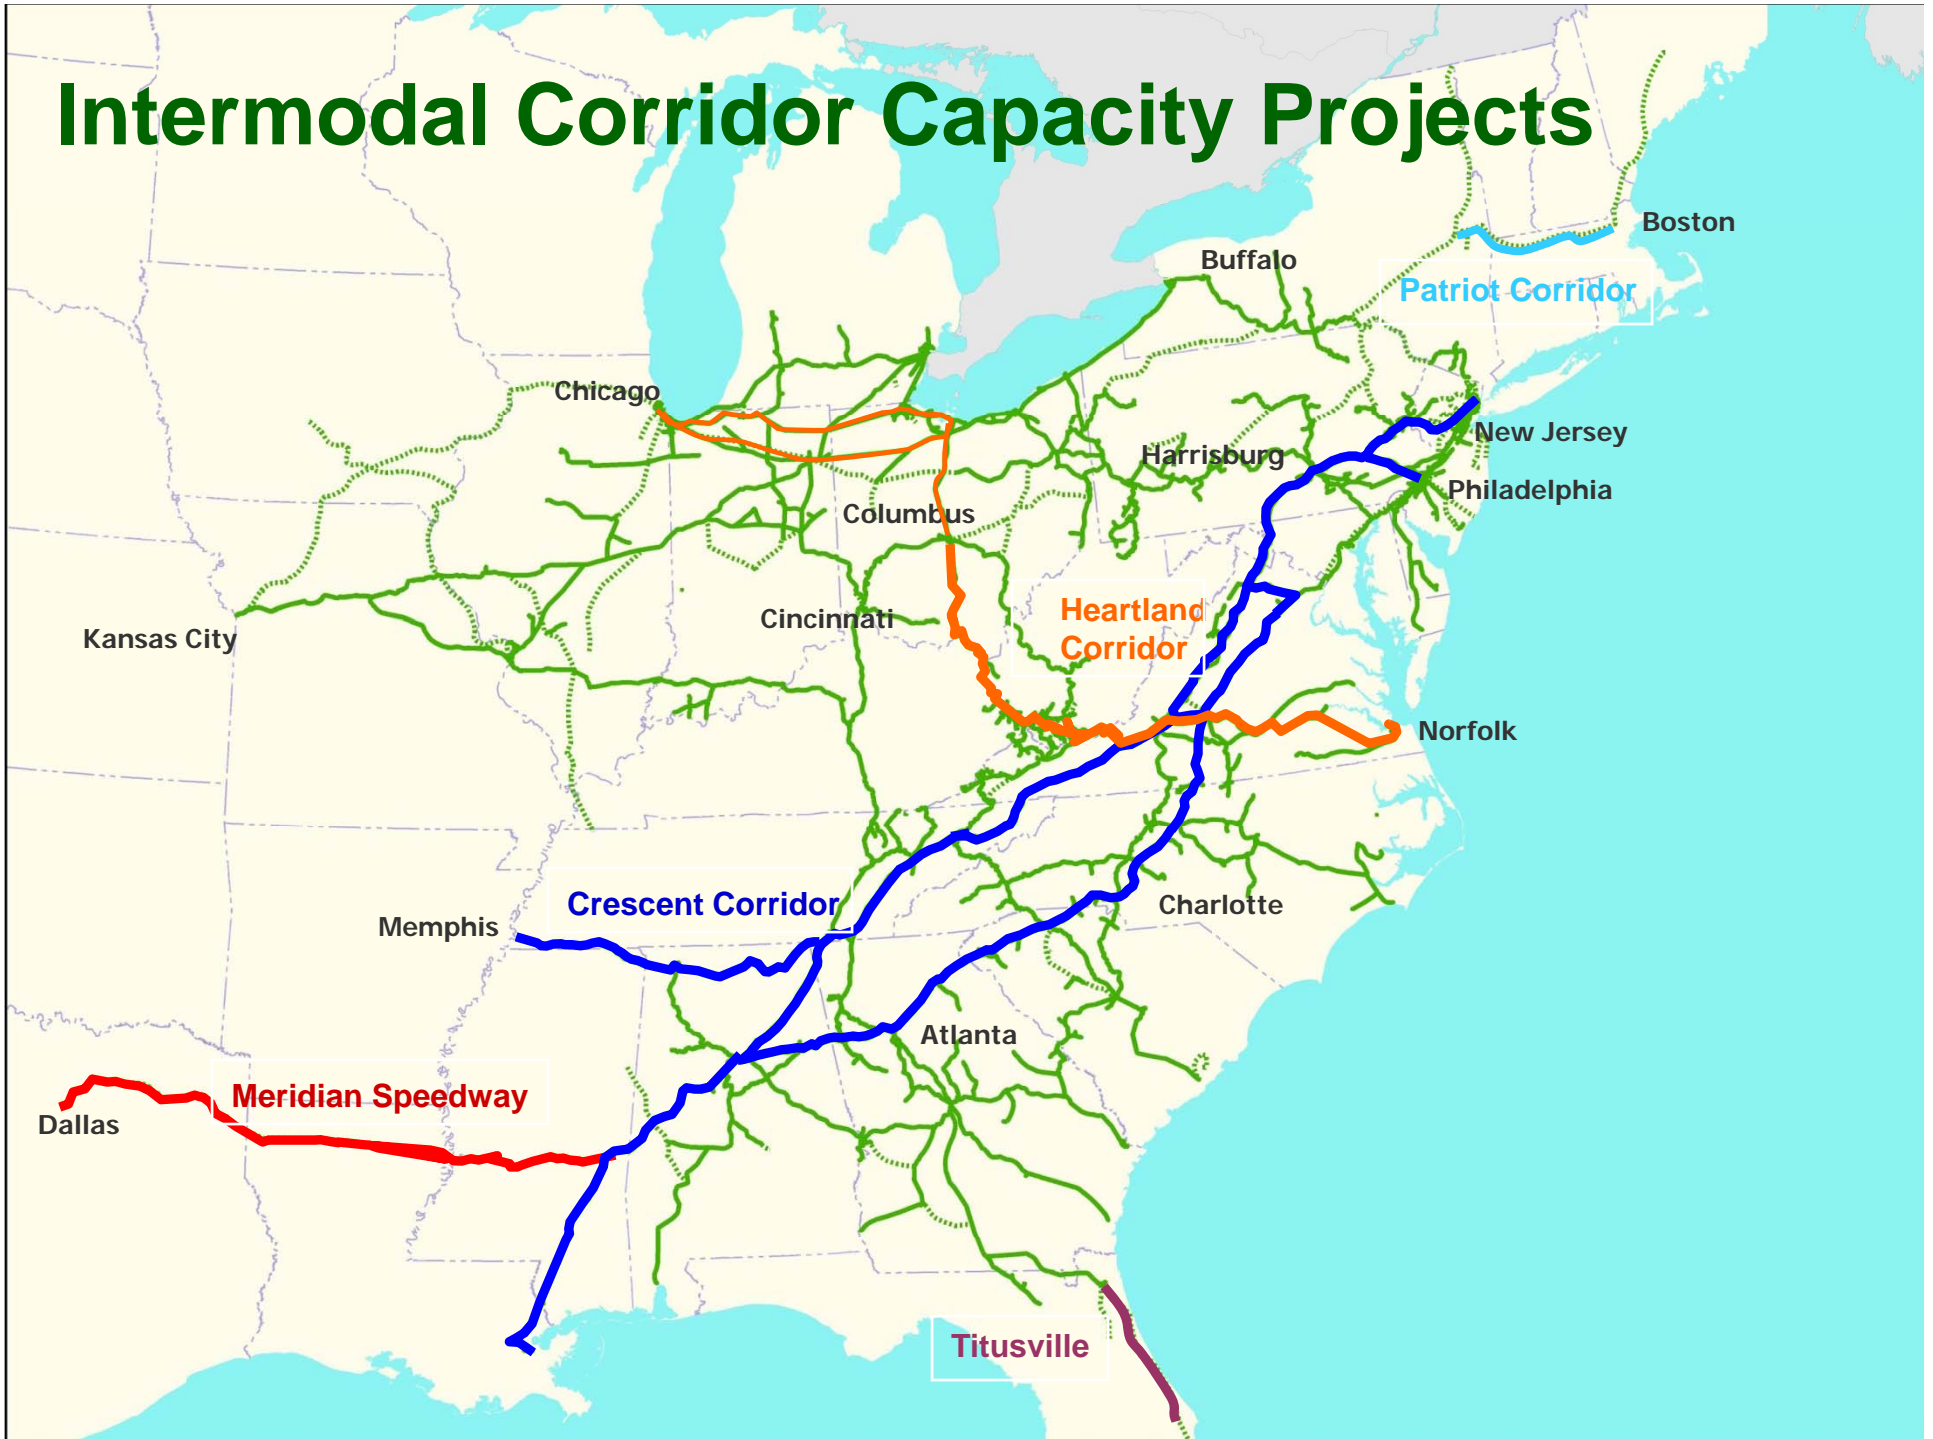 Intermodal Corridor Capacity Projects
Boston
Buffalo
Patriot Corridor
Chicago
New Jersey
Harrisburg
Philadelphia
Columbus
Heartland
Corridor
Cincinnati
Kansas City
Norfolk
Crescent Corridor
Charlotte
Memphis
Atlanta
Meridian Speedway
Dallas
Titusville